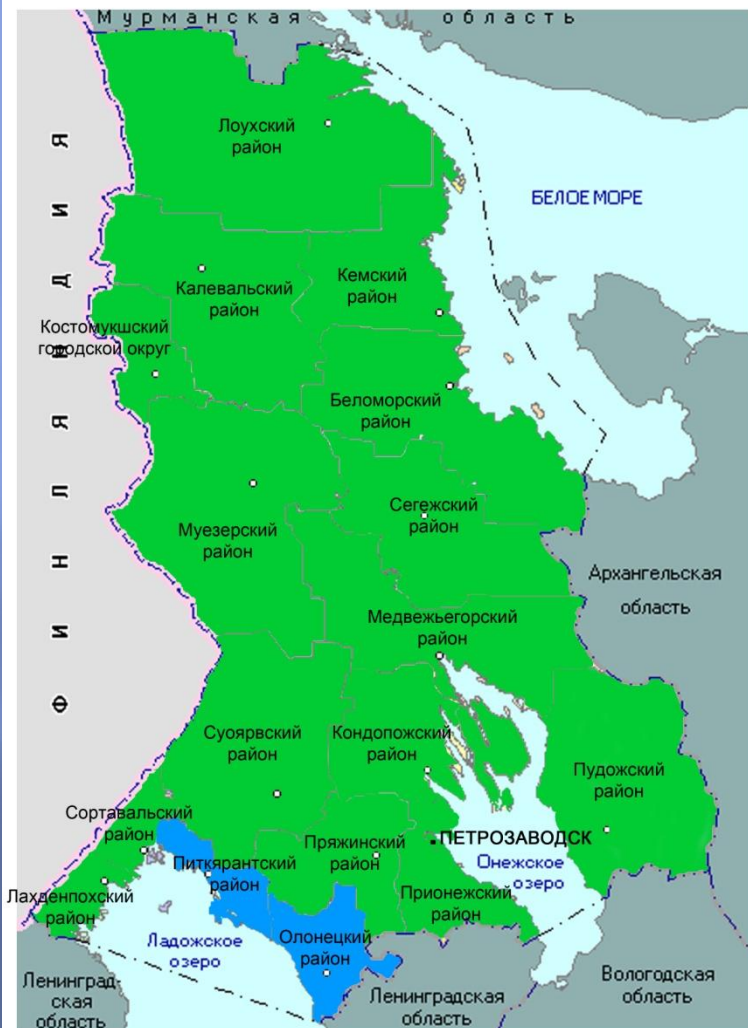 Мурманская область
Лоухский
район
БЕЛОЕ МОРЕ
Калевальский
район
Кемский
район
Костомукшский
городской округ
Беломорский
район
Сегежский
район
Муезерский
район
ФИНЛЯНДИЯ
Архангельская
область
Медвежьегорский
район
Суоярвский
район
Кондопожский
район
Пудожский
район
Сортавальский
район
Питкярантский
район
Пряжинский
район
ПЕТРОЗАВОДСК
Онежское
озеро
Лахденпохский
район
Прионежский
район
Ладожское
озеро
Олонецкий
район
Ленинград-
ская
область
Ленинградская
область
Вологодская
область